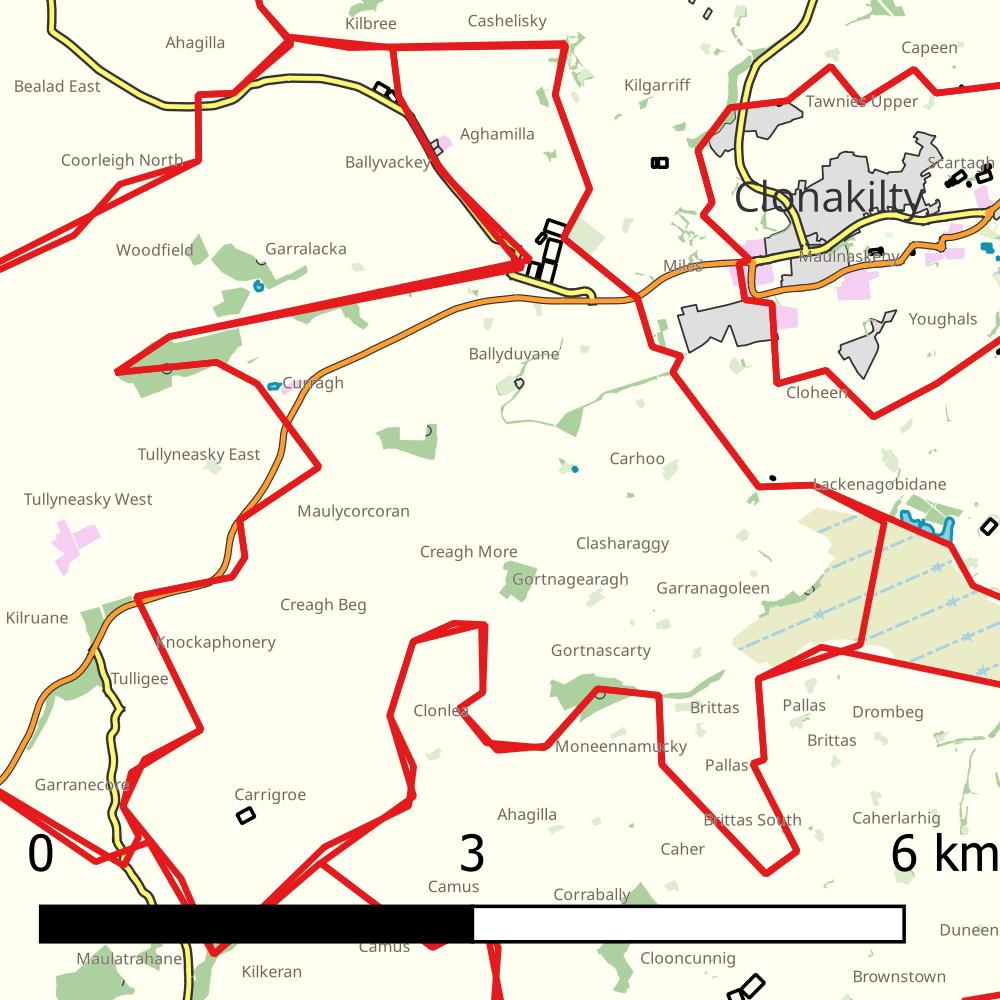 Kilbree
Cashelisky
Ahagilla
Capeen
Bealad East
Kilgarriff
Tawnies Upper
Aghamilla
Coorleigh North
Ballyvackey
Scartagh
Clonakilty
Woodfield
Garralacka
Miles
Maulnaskehy
Youghals
Ballyduvane
Curragh
Cloheen
Tullyneasky East
Carhoo
Lackenagobidane
Tullyneasky West
Maulycorcoran
Creagh More
Clasharaggy
Gortnagearagh
Garranagoleen
Creagh Beg
Kilruane
Knockaphonery
Gortnascarty
Tulligee
Clonlea
Brittas
Pallas
Drombeg
Moneennamucky
Brittas
Pallas
Garranecore
Carrigroe
Ahagilla
Brittas South
Caherlarhig
0 3 6 km
Caher
Camus
Corrabally
Duneen
Camus
Maulatrahane
Clooncunnig
Kilkeran
Brownstown